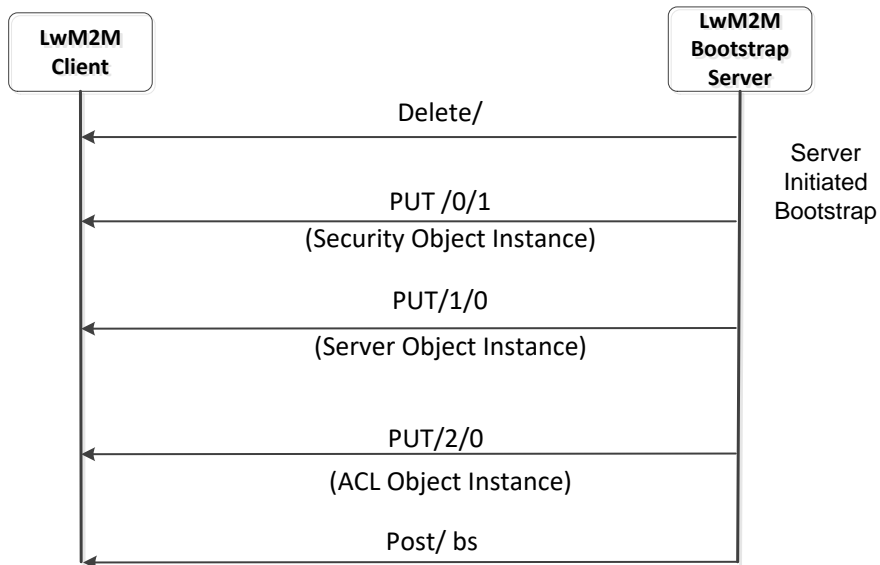 LwM2M
Client
LwM2M
Bootstrap
Server
Delete/
Server
Initiated
Bootstrap
PUT /0/1
(Security Object Instance)
PUT/1/0
(Server Object Instance)
PUT/2/0
(ACL Object Instance)
Post/ bs